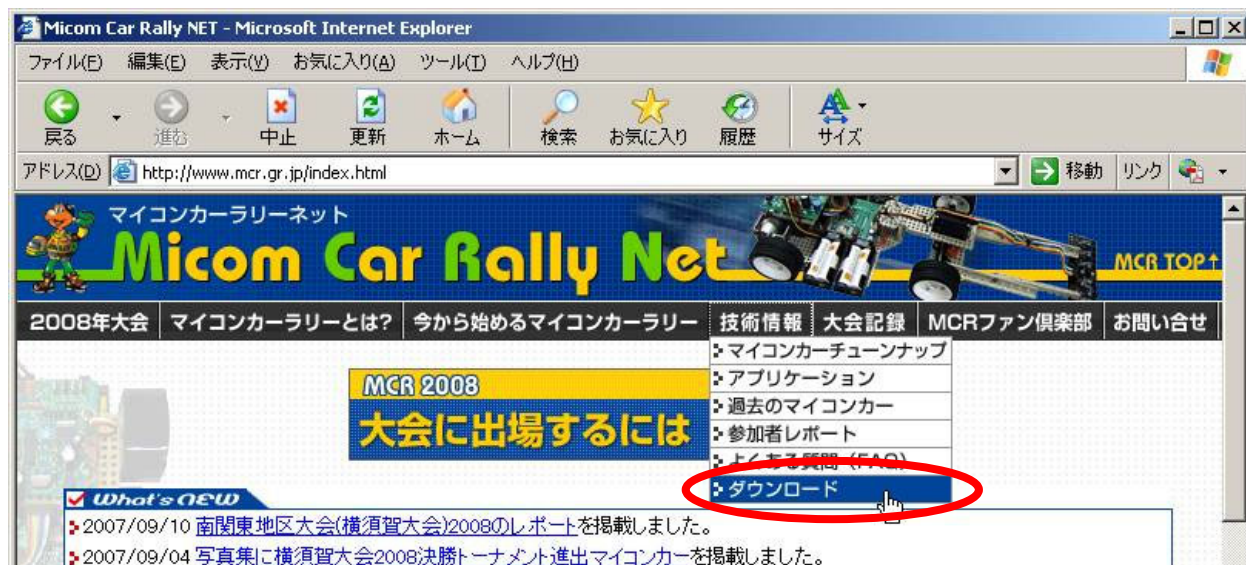 Micom Car Rally NET - Microsoft Internet Explorer
ファイル(F) 編集(E) 表示(V) お気に入り(A) ツール(T) ヘルプ(H)
戻る 進む 中止 更新 ホーム 検索 お気に入り 履歴 サイズ
アドレス(D) http://www.mcr.gr.jp/index.html 移動 リンク
マイコンカーラリーネット
Micom Car Rally Net
MCR TOP↑
2008年大会 マイコンカーラリーとは? 今から始めるマイコンカーラリー 技術情報 大会記録 MCRファン倶楽部 お問い合せ
マイコンカーチューンナップ
アプリケーション
過去のマイコンカー
参加者レポート
よくある質問 (FAQ)
ダウンロード
MCR 2008
大会に出場するには
What's NEW
2007/09/10 南関東地区大会(横須賀大会)2008のレポートを掲載しました。
2007/09/04 写真集に横須賀大会2008決勝トーナメント進出マイコンカーを掲載しました。